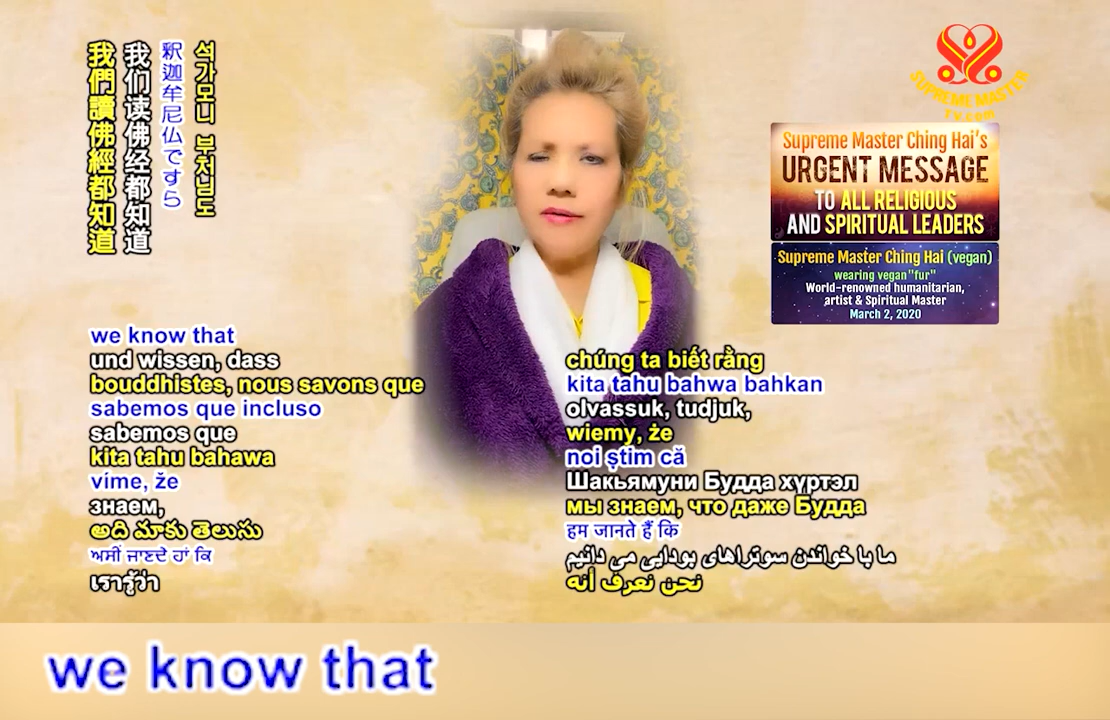 석가모니 부처님도
釈迦牟尼仏ですら
我们读佛经都知道
我們讀佛經都知道
SUPREME MASTER
TV.COM
Supreme Master Ching Hai's
URGENT MESSAGE
TO ALL RELIGIOUS
AND SPIRITUAL LEADERS
Supreme Master Ching Hai (vegan)
wearing vegan "fur"
World-renowned humanitarian,
artist & Spiritual Master
March 2, 2020
we know that
und wissen, dass
bouddhistes, nous savons que
sabemos que incluso
sabemos que
kita tahu bahawa
víme, že
знаем,
అది మాకు తెలుసు
ਅਸੀਂ ਜਾਣਦੇ ਹਾਂ ਕਿ
เรารู้ว่า
chúng ta biết rằng
kita tahu bahwa bahkan
olvassuk, tudjuk,
wiemy, że
noi știm că
Шакьямуни Будда хүртэл
мы знаем, что даже Будда
हम जानते हैं कि
ما با خواندن سوتراهای بودایی می دانیم
نحن نعرف أنه
we know that